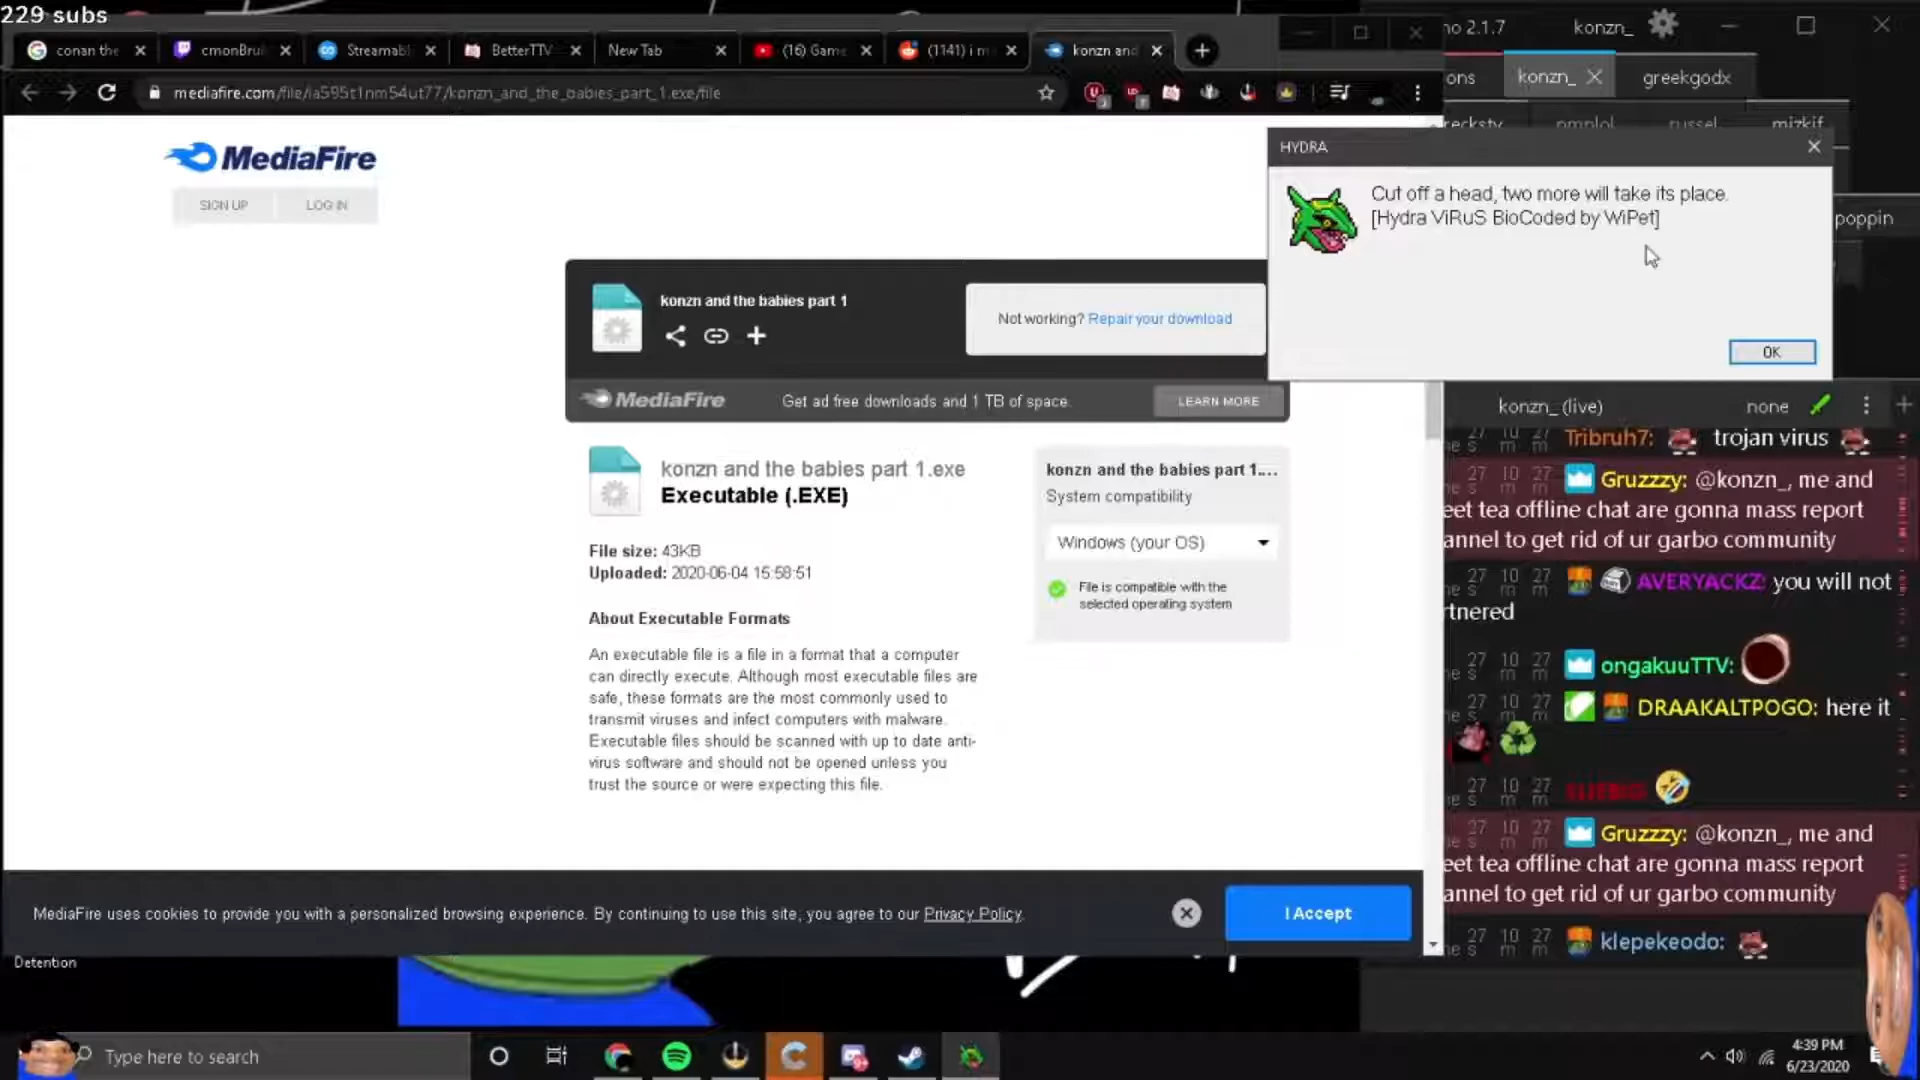 229 subs
conan the
cmonBru
Streamabl
BetterTTV
New Tab
(16) Game
(1141) i m
konzn and
mediafire.com/file/ia595t1nm54ut77/konzn_and_the_babies_part_1.exe/file
no 2.1.7
konzn_
ons
konzn_
greekgodx
recksty
pmplol
russel
mizkif
poppin
MediaFire
SIGN UP
LOG IN
HYDRA
Cut off a head, two more will take its place.
[Hydra ViRuS BioCoded by WiPet]
OK
konzn and the babies part 1
Not working? Repair your download
MediaFire
Get ad free downloads and 1 TB of space.
LEARN MORE
konzn and the babies part 1.exe
Executable (.EXE)
File size: 43KB
Uploaded: 2020-06-04 15:58:51
About Executable Formats
An executable file is a file in a format that a computer
can directly execute. Although most executable files are
safe, these formats are the most commonly used to
transmit viruses and infect computers with malware.
Executable files should be scanned with up to date anti-
virus software and should not be opened unless you
trust the source or were expecting this file.
konzn and the babies part 1....
System compatibility
Windows (your OS)
File is compatible with the
selected operating system
konzn_ (live)
none
Tribruh7: trojan virus
Gruzzzy: @konzn_, me and
eet tea offline chat are gonna mass report
annel to get rid of ur garbo community
AVERYACKZ: you will not
rtnered
ongakuuTTV:
DRAAKALTPOGO: here it
Gruzzzy: @konzn_, me and
eet tea offline chat are gonna mass report
annel to get rid of ur garbo community
klepekeodo:
MediaFire uses cookies to provide you with a personalized browsing experience. By continuing to use this site, you agree to our Privacy Policy.
I Accept
Detention
Type here to search
4:39 PM
6/23/2020